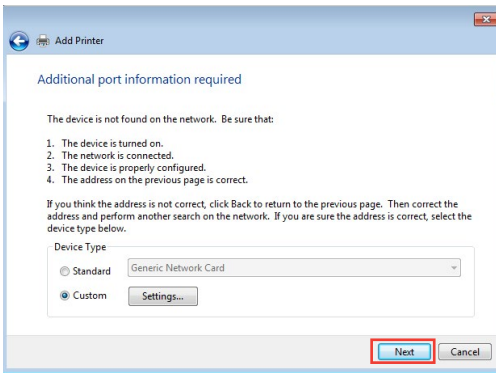 Add Printer
Additional port information required
The device is not found on the network. Be sure that:
1. The device is turned on.
2. The network is connected.
3. The device is properly configured.
4. The address on the previous page is correct.
If you think the address is not correct, click Back to return to the previous page. Then correct the
address and perform another search on the network. If you are sure the address is correct, select the
device type below.
Device Type
Standard
Generic Network Card
Custom
Settings...
Next
Cancel